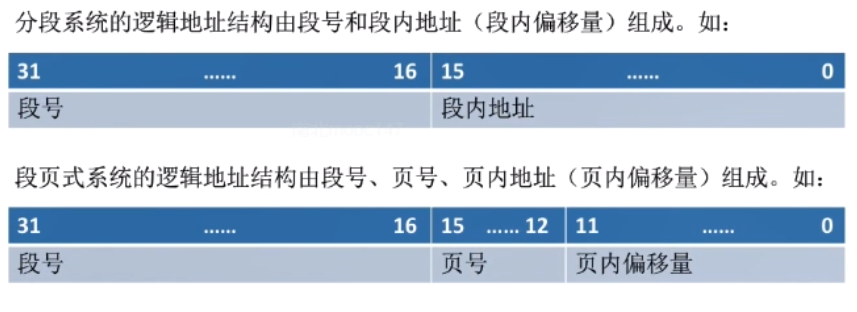 分段系统的逻辑地址结构由段号和段内地址（段内偏移量）组成。如：
31 …… 16 15 …… 0
段号 段内地址
段页式系统的逻辑地址结构由段号、页号、页内地址（页内偏移量）组成。如：
31 …… 16 15 …… 12 11 …… 0
段号 页号 页内偏移量